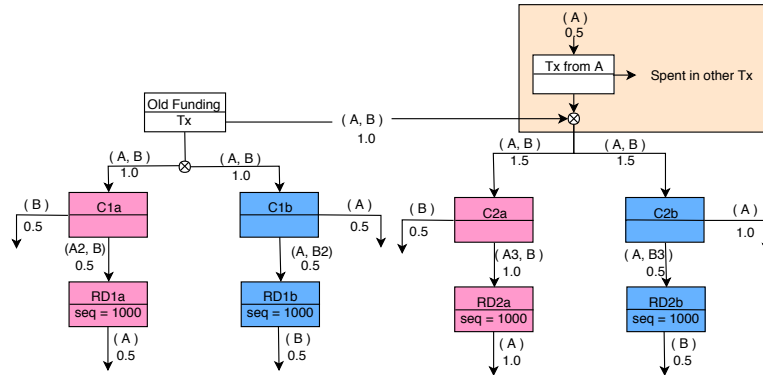 ( A )
0.5
Tx from A
Spent in other Tx
Old Funding
Tx
( A, B )
1.0
( A, B )
1.0
( A, B )
1.0
( A, B )
1.5
( A, B )
1.5
( B )
0.5
C1a
C1b
( A )
0.5
( B )
0.5
C2a
C2b
( A )
1.0
(A2, B)
0.5
(A, B2)
0.5
(A3, B )
1.0
( A, B3 )
0.5
RD1a
seq = 1000
RD1b
seq = 1000
RD2a
seq = 1000
RD2b
seq = 1000
( A )
0.5
( B )
0.5
( A )
1.0
( B )
0.5